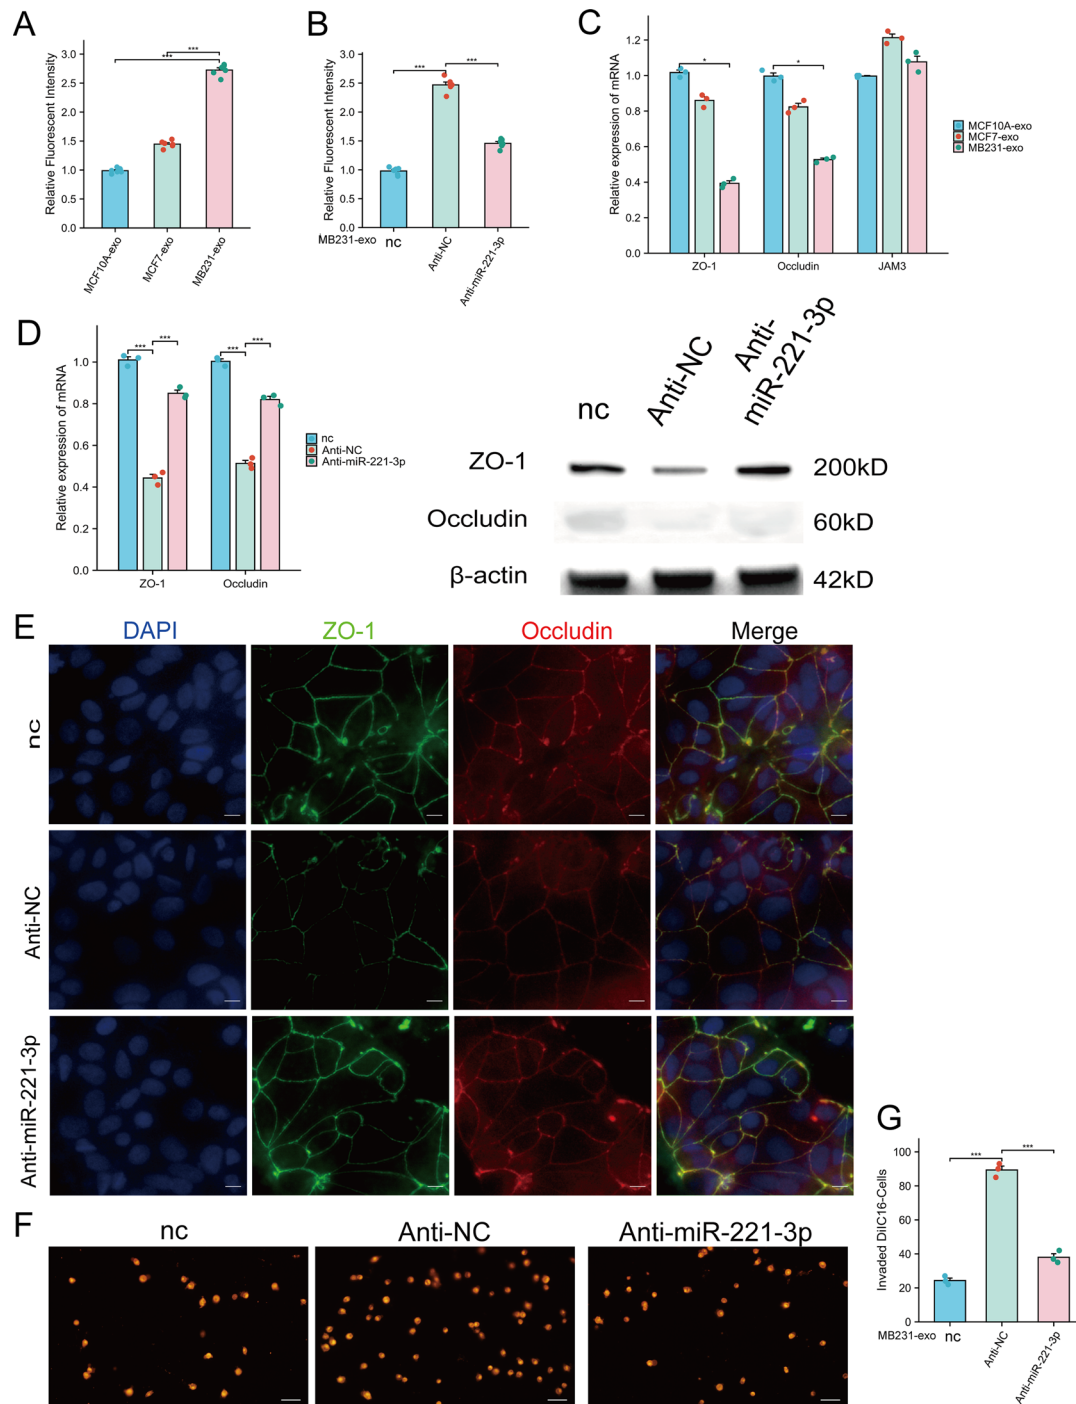 A
Relative Fluorescent Intensity
3.0
2.5
2.0
1.5
1.0
0.5
0.0
***
***
MCF10A-exo
MCF7-exo
MB231-exo
B
Relative Fluorescent Intensity
3.0
2.5
2.0
1.5
1.0
0.5
0.0
***
***
MB231-exo
nc
Anti-NC
Anti-miR-221-3p
C
Relative expression of mRNA
1.2
1.0
0.8
0.6
0.4
0.2
0.0
*
*
ZO-1
Occludin
JAM3
MCF10A-exo
MCF7-exo
MB231-exo
D
Relative expression of mRNA
1.0
0.8
0.6
0.4
0.2
0.0
***
***
***
***
ZO-1
Occludin
nc
Anti-NC
Anti-miR-221-3p
nc
Anti-NC
Anti-
miR-221-3p
ZO-1
200kD
Occludin
60kD
β-actin
42kD
E
DAPI
ZO-1
Occludin
Merge
nc
Anti-NC
Anti-miR-221-3p
F
nc
Anti-NC
Anti-miR-221-3p
G
Invaded DilC16-Cells
100
80
60
40
20
0
***
***
MB231-exo
nc
Anti-NC
Anti-miR-221-3p